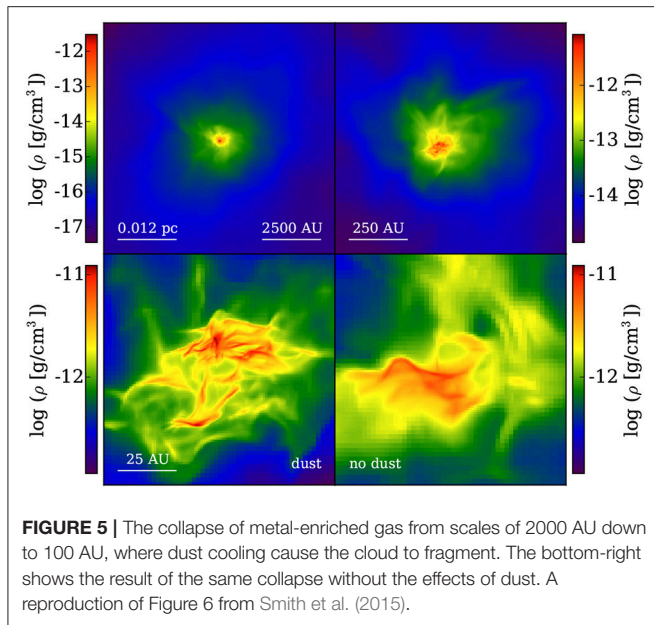 -12
-13
-14
-15
-16
-17
log (ρ [g/cm³])
0.012 pc
2500 AU
250 AU
-12
-13
-14
log (ρ [g/cm³])
-11
-12
log (ρ [g/cm³])
25 AU
dust
no dust
-11
-12
log (ρ [g/cm³])
FIGURE 5 | The collapse of metal-enriched gas from scales of 2000 AU down
to 100 AU, where dust cooling cause the cloud to fragment. The bottom-right
shows the result of the same collapse without the effects of dust. A
reproduction of Figure 6 from Smith et al. (2015).